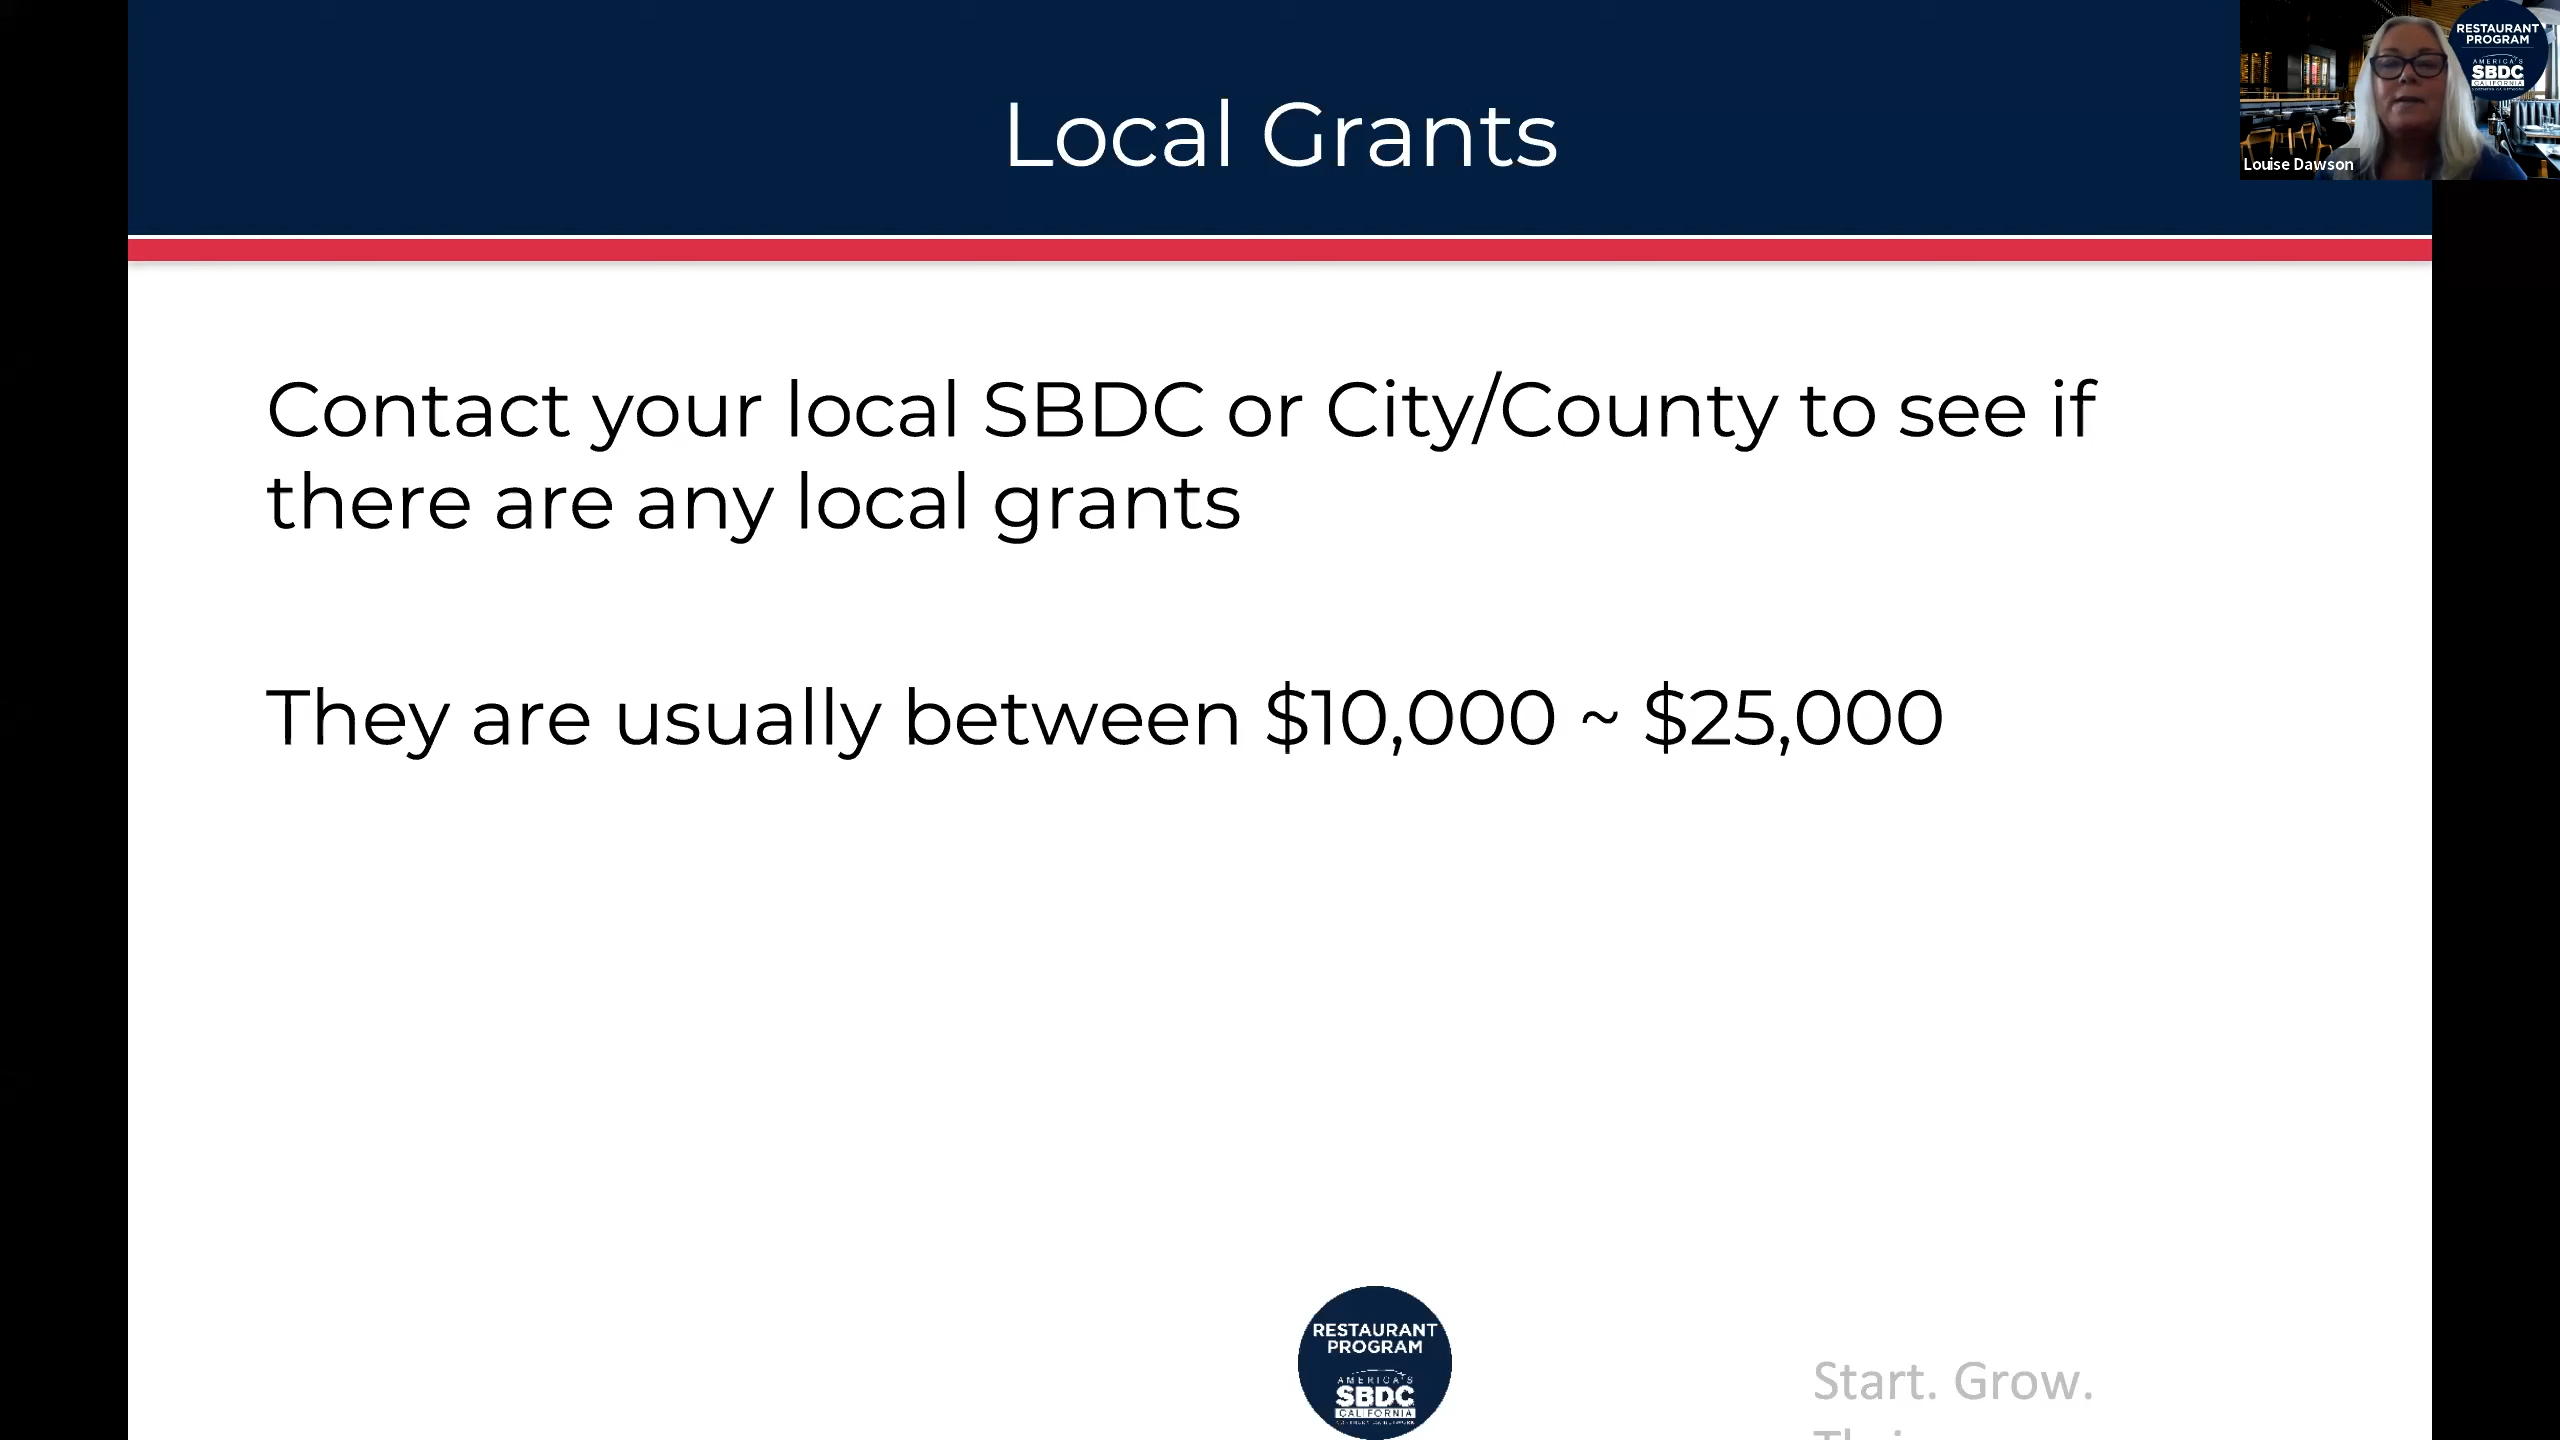 Local Grants
RESTAURANT
PROGRAM
AMERICA'S
SBDC
CALIFORNIA
Louise Dawson
Contact your local SBDC or City/County to see if
there are any local grants
They are usually between $10,000 ~ $25,000
RESTAURANT
PROGRAM
AMERICA'S
SBDC
CALIFORNIA
Start. Grow.